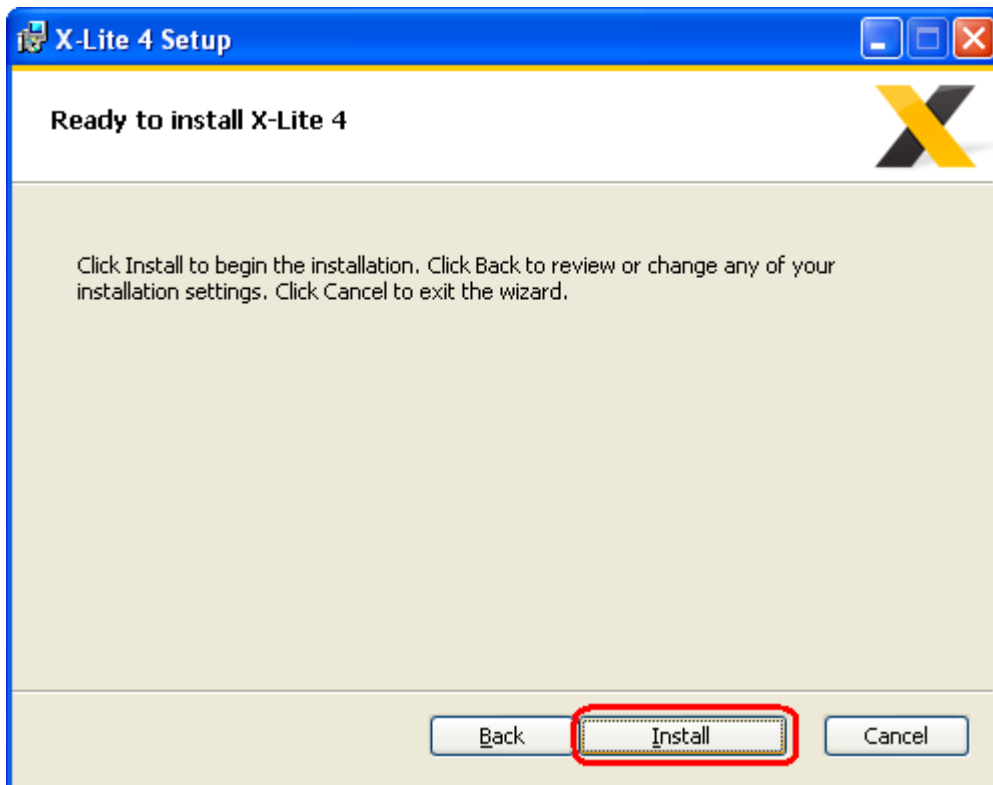 X-Lite 4 Setup
Ready to install X-Lite 4
Click Install to begin the installation. Click Back to review or change any of your
installation settings. Click Cancel to exit the wizard.
Back Install Cancel